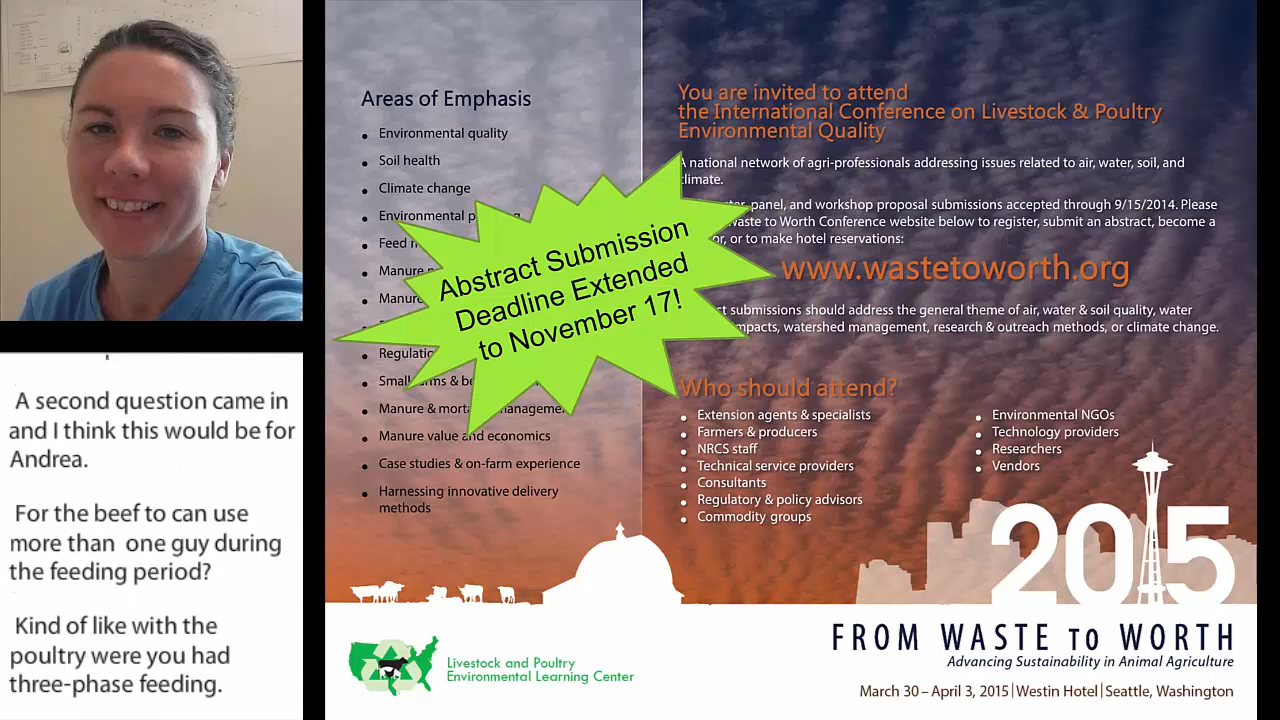 A second question came in
and I think this would be for
Andrea.
For the beef to can use
more than one guy during
the feeding period?
Kind of like with the
poultry were you had
three-phase feeding.
Areas of Emphasis
Environmental quality
Soil health
Climate change
Environmental
Feed
Manure
Manure
Small
Manure & management
Manure value and economics
Case studies & on-farm experience
Harnessing innovative delivery
methods
Abstract Submission
Deadline Extended
to November 17!
You are invited to attend
the International Conference on Livestock & Poultry
Environmental Quality
A national network of agri-professionals addressing issues related to air, water, soil, and
climate.
panel, and workshop proposal submissions accepted through 9/15/2014. Please
Waste to Worth Conference website below to register, submit an abstract, become a
or to make hotel reservations:
www.wastetoworth.org
submissions should address the general theme of air, water & soil quality, water
watershed management, research & outreach methods, or climate change.
Who should attend?
Extension agents & specialists
Farmers & producers
NRCS staff
Technical service providers
Consultants
Regulatory & policy advisors
Commodity groups
Environmental NGOs
Technology providers
Researchers
Vendors
2015
FROM WASTE TO WORTH
Advancing Sustainability in Animal Agriculture
March 30 – April 3, 2015 | Westin Hotel | Seattle, Washington
Livestock and Poultry
Environmental Learning Center